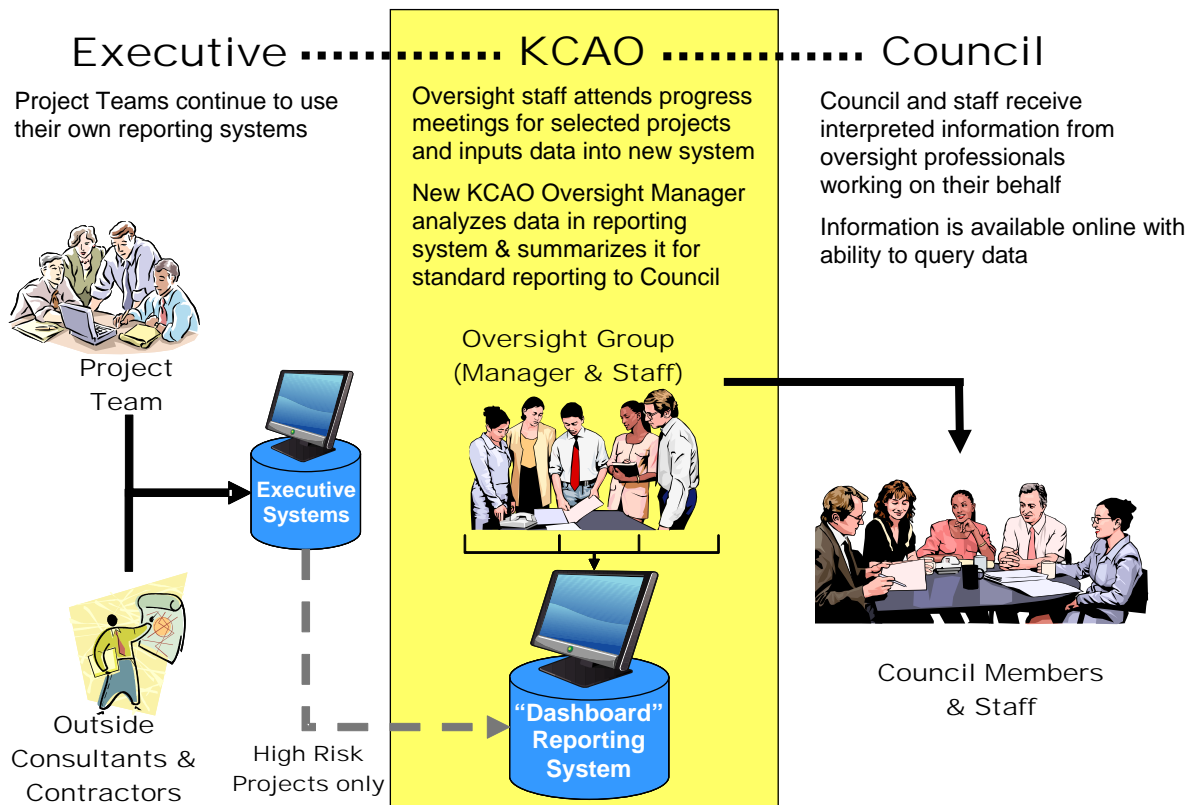 Executive
KCAO
Council
Project Teams continue to use
their own reporting systems
Project
Team
Executive
Systems
Outside
Consultants &
Contractors
High Risk
Projects only
Oversight staff attends progress
meetings for selected projects
and inputs data into new system
New KCAO Oversight Manager
analyzes data in reporting
system & summarizes it for
standard reporting to Council
Oversight Group
(Manager & Staff)
“Dashboard”
Reporting
System
Council and staff receive
interpreted information from
oversight professionals
working on their behalf
Information is available online with
ability to query data
Council Members
& Staff